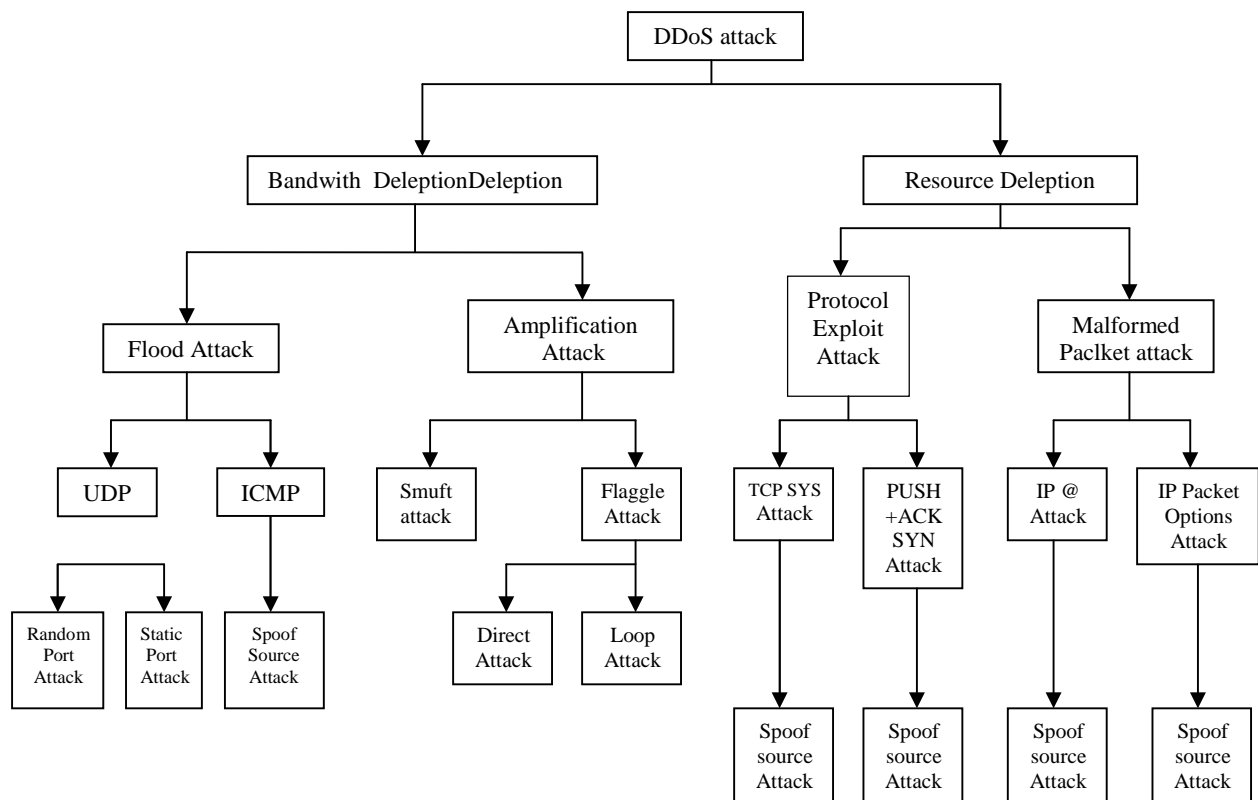 DDoS attack
Bandwith DeleptionDeleption
Resource Deleption
Flood Attack
Amplification
Attack
Protocol
Exploit
Attack
Malformed
Paclket attack
UDP
ICMP
Smuft
attack
Flaggle
Attack
TCP SYS
Attack
PUSH
+ACK
SYN
Attack
IP @
Attack
IP Packet
Options
Attack
Random
Port
Attack
Static
Port
Attack
Spoof
Source
Attack
Direct
Attack
Loop
Attack
Spoof
source
Attack
Spoof
source
Attack
Spoof
source
Attack
Spoof
source
Attack